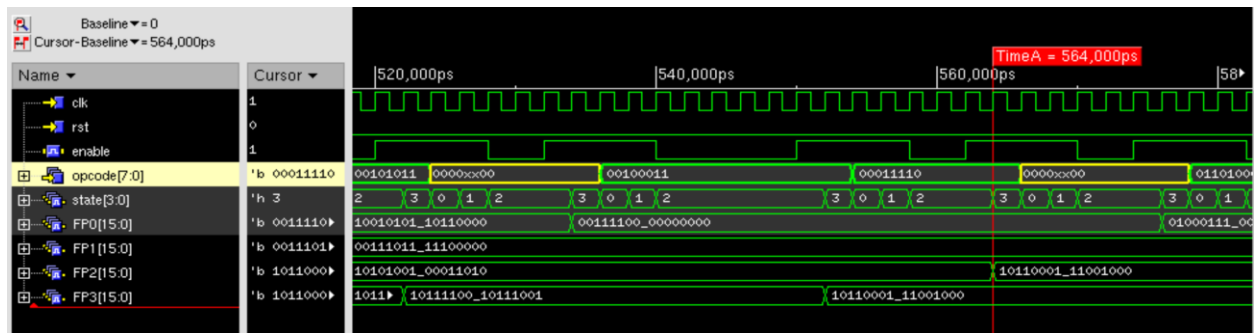 Baseline ▼= 0
Cursor-Baseline ▼= 564,000ps
TimeA = 564,000ps
Name ▼ Cursor ▼ 520,000ps 540,000ps 560,000ps 58
clk 1
rst 0
enable 1
opcode[7:0] 'b 00011110 00101011 0000xx00 00100011 00011110 0000xx00 0110100
state[3:0] 'h 3 2 3 0 1 2 3 0 1 2 3 0 1 2 3 0 1 2 3 0 1
FP0[15:0] 'b 0011110 10010101_10110000 00111100_00000000 01000111_00
FP1[15:0] 'b 0011101 00111011_11100000
FP2[15:0] 'b 1011000 10101001_00011010 10110001_11001000
FP3[15:0] 'b 1011000 1011 10111100_10111001 10110001_11001000